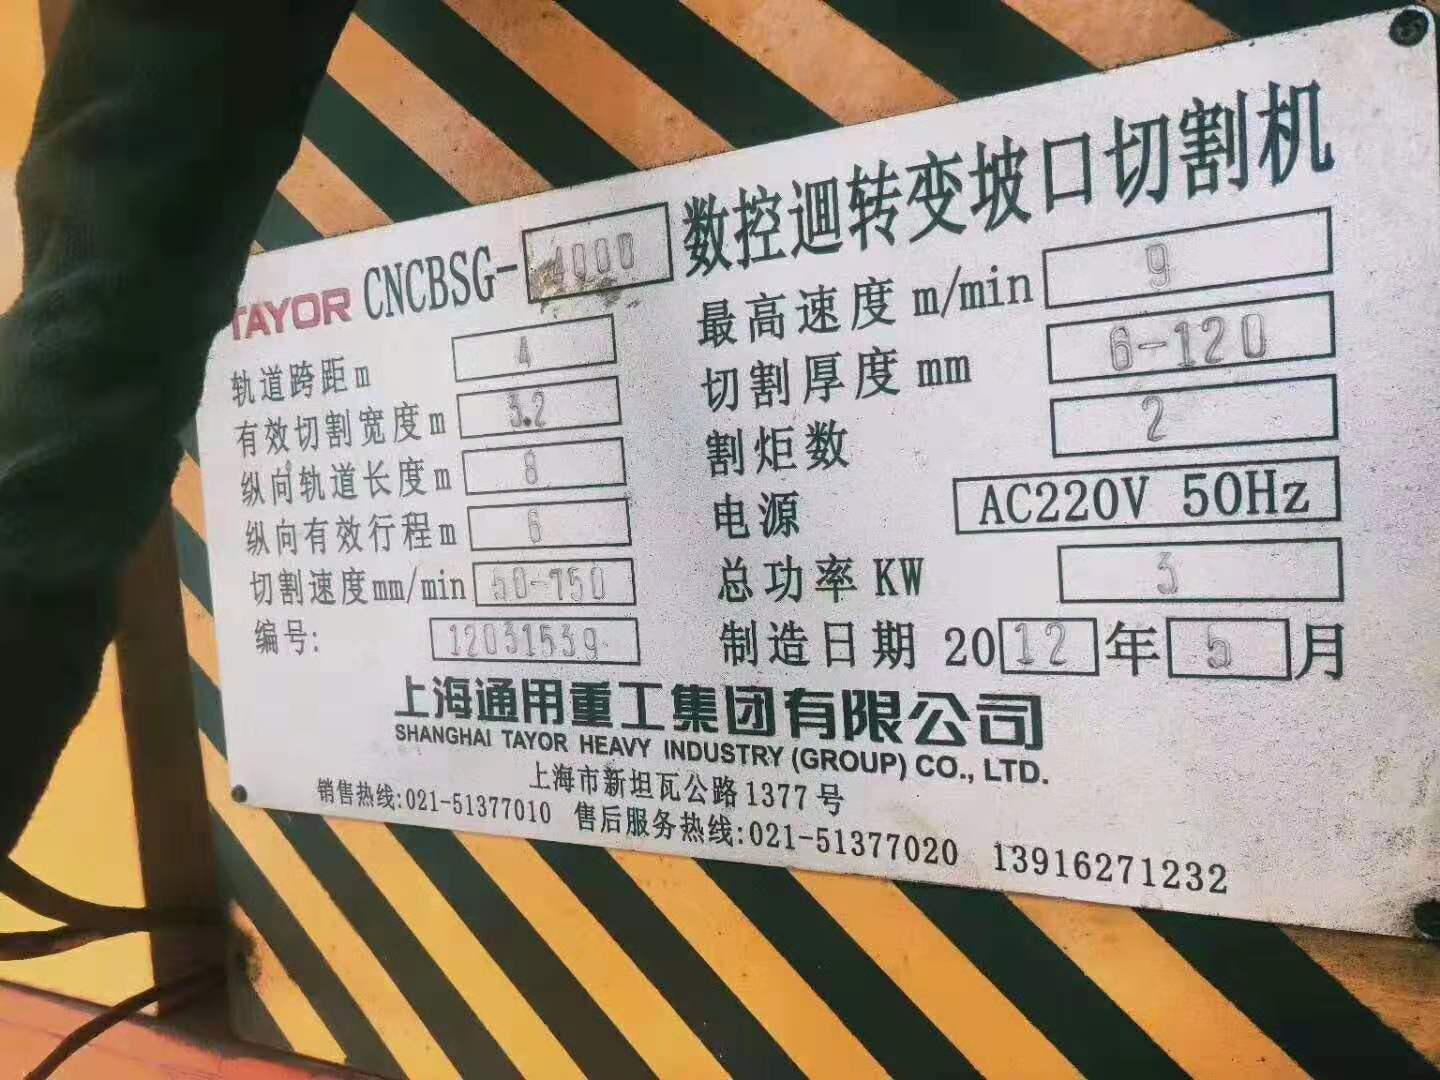 TAYOR CNCBSG-4000 数控迴转变坡口切割机
轨道跨距m 4
有效切割宽度m 3.2
纵向轨道长度m 8
纵向有效行程m 6
切割速度mm/min 50-750
编号: 12031539
最高速度 m/min 9
切割厚度 mm 6-120
割炬数 2
电源 AC220V 50Hz
总功率 KW 3
制造日期 2012年5月
上海通用重工集团有限公司
SHANGHAI TAYOR HEAVY INDUSTRY (GROUP) CO., LTD.
上海市新坦瓦公路1377号
销售热线:021-51377010 售后服务热线:021-51377020 13916271232